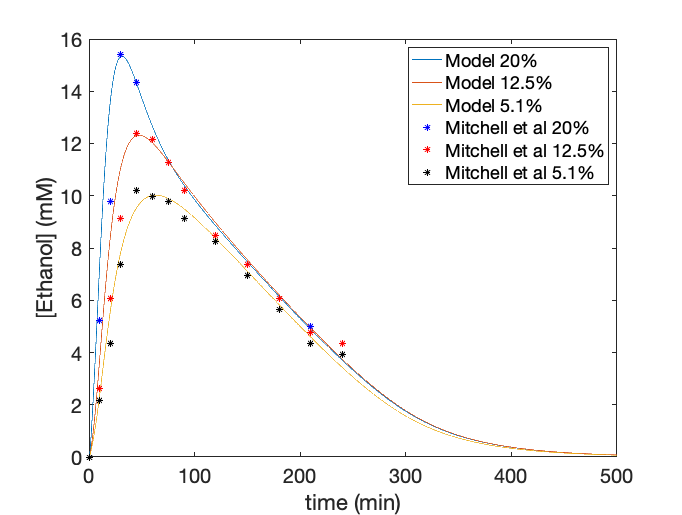 16
14
12
10
8
6
4
2
0
[Ethanol] (mM)
Model 20%
Model 12.5%
Model 5.1%
Mitchell et al 20%
Mitchell et al 12.5%
Mitchell et al 5.1%
0 100 200 300 400 500
time (min)